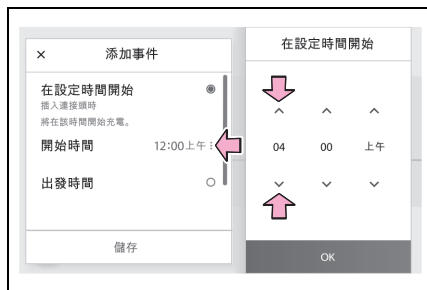 × 添加事件
在設定時間開始
插入連接頭時
將在該時間開始充電。
開始時間 12:00上午
出發時間
儲存
在設定時間開始
04 00 上午
OK